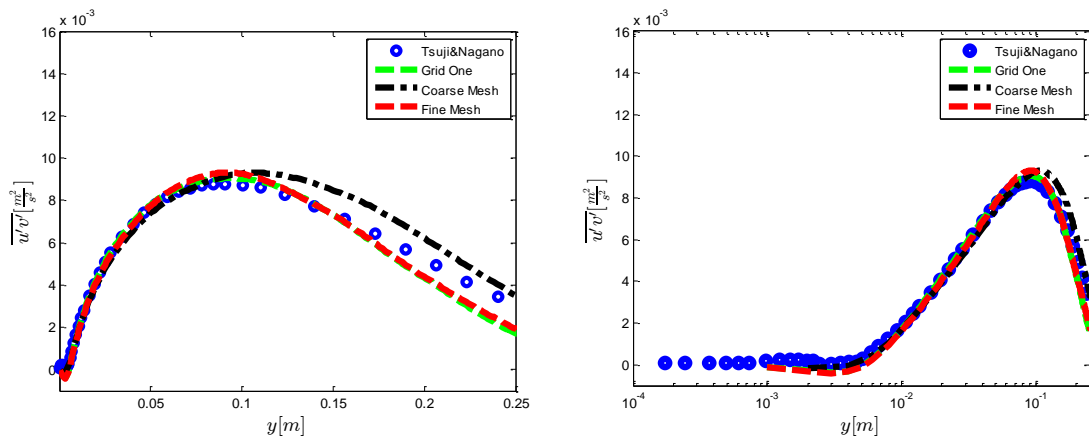 x 10⁻³
16
14
12
10
8
6
4
2
0
0.05 0.1 0.15 0.2 0.25
y[m]
u'v'[m²/s²]
Tsuji&Nagano
Grid One
Coarse Mesh
Fine Mesh
x 10⁻³
16
14
12
10
8
6
4
2
0
10⁻⁴ 10⁻³ 10⁻² 10⁻¹
y[m]
u'v'[m²/s²]
Tsuji&Nagano
Grid One
Coarse Mesh
Fine Mesh